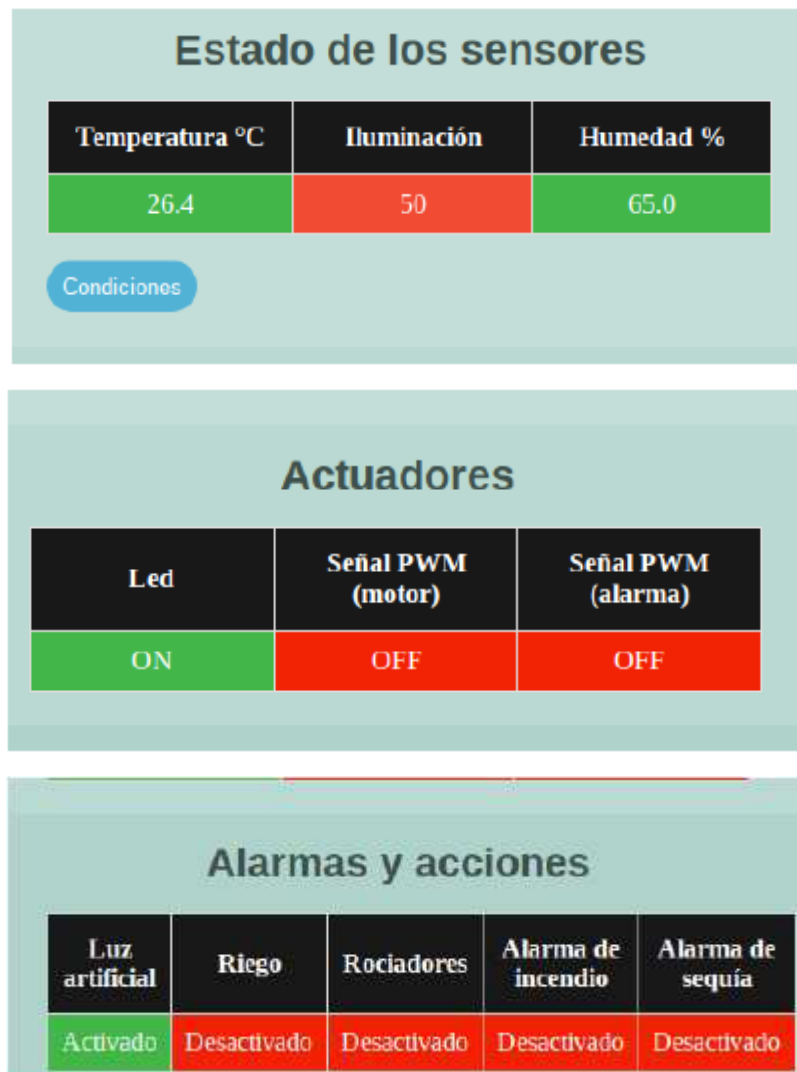 Estado de los sensores
Temperatura °C Iluminación Humedad %
26.4 50 65.0
Condiciones
Actuadores
Led Señal PWM (motor) Señal PWM (alarma)
ON OFF OFF
Alarmas y acciones
Luz artificial Riego Rociadores Alarma de incendio Alarma de sequía
Activado Desactivado Desactivado Desactivado Desactivado